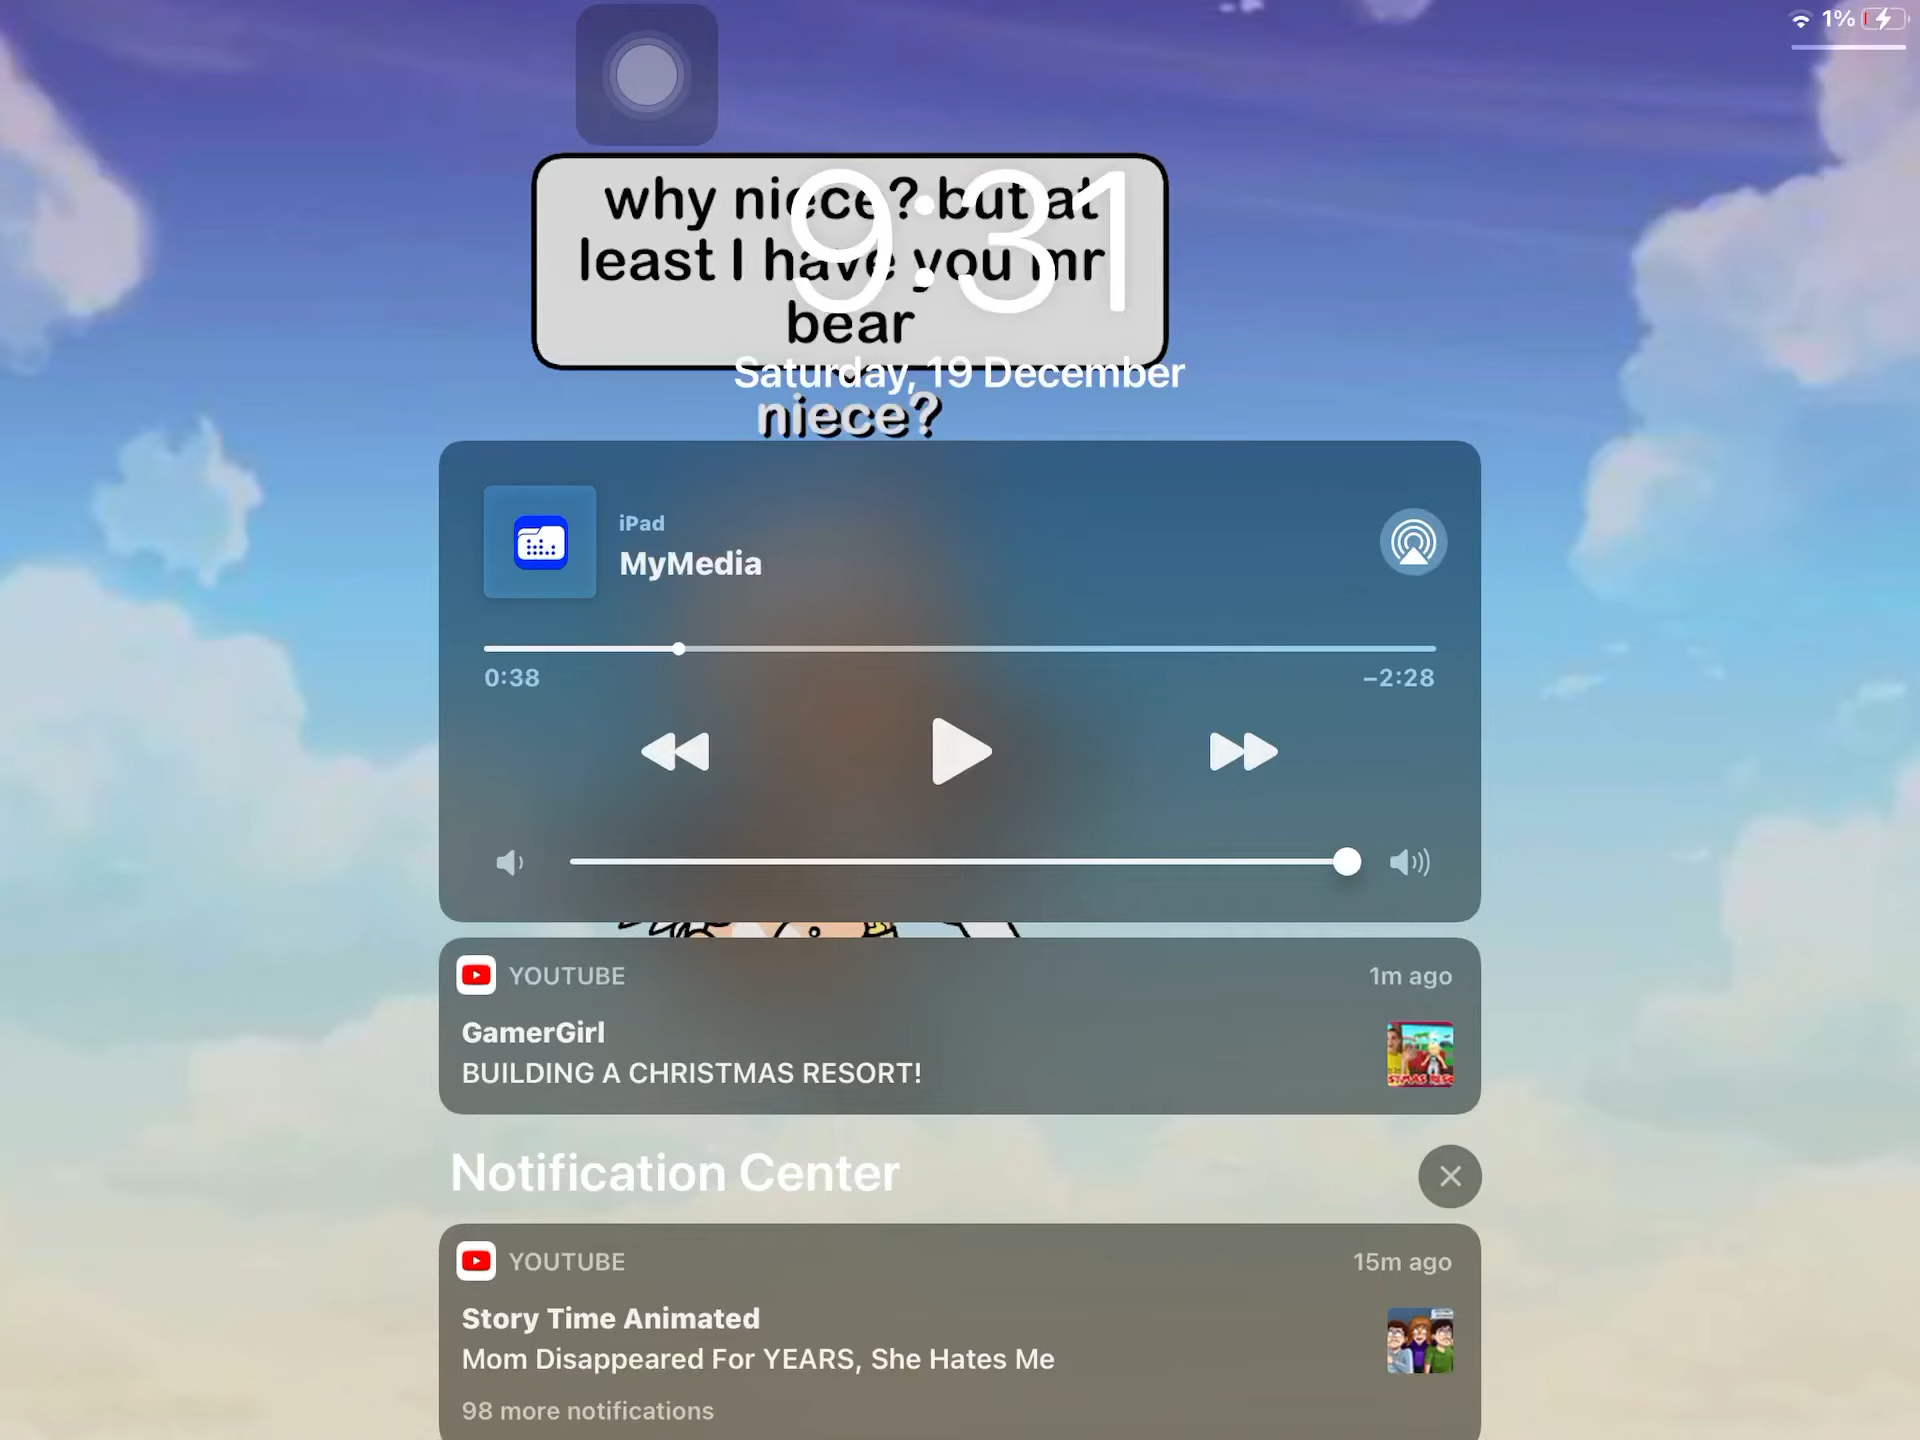 1%
why niece? but at
least I have you mr
bear
9:31
Saturday, 19 December
niece?
iPad
MyMedia
0:38
–2:28
YOUTUBE
1m ago
GamerGirl
BUILDING A CHRISTMAS RESORT!
Notification Center
YOUTUBE
15m ago
Story Time Animated
Mom Disappeared For YEARS, She Hates Me
98 more notifications